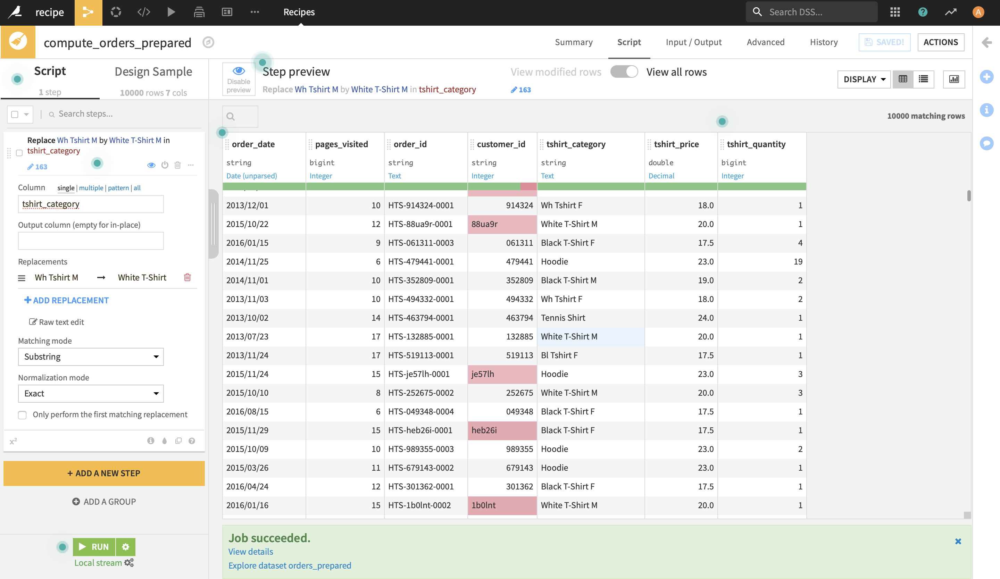 recipe
</>
Recipes
Search DSS...
?
A
compute_orders_prepared
Summary
Script
Input / Output
Advanced
History
SAVED!
ACTIONS
Script
1 step
Design Sample
10000 rows 7 cols
Disable preview
Step preview
Replace Wh Tshirt M by White T-Shirt M in tshirt_category
View modified rows
View all rows
163
DISPLAY
Search steps...
10000 matching rows
Replace Wh Tshirt M by White T-Shirt M in
tshirt_category
163
Column single | multiple | pattern | all
tshirt_category
Output column (empty for in-place)
Replacements
Wh Tshirt M → White T-Shirt
+ ADD REPLACEMENT
Raw text edit
Matching mode
Substring
Normalization mode
Exact
Only perform the first matching replacement
x²
+ ADD A NEW STEP
ADD A GROUP
RUN
Local stream
order_date pages_visited order_id customer_id tshirt_category tshirt_price tshirt_quantity
string bigint string string string double bigint
Date (unparsed) Integer Text Integer Text Decimal Integer
2013/12/01 10 HTS-914324-0001 914324 Wh Tshirt F 18.0 1
2015/10/22 12 HTS-88ua9r-0001 88ua9r White T-Shirt M 20.0 1
2016/01/15 9 HTS-061311-0003 061311 Black T-Shirt F 17.5 4
2014/11/25 6 HTS-479441-0001 479441 Hoodie 23.0 19
2014/11/01 10 HTS-352809-0001 352809 Black T-Shirt M 19.0 2
2013/11/03 10 HTS-494332-0001 494332 Wh Tshirt F 18.0 2
2013/10/02 14 HTS-463794-0001 463794 Tennis Shirt 24.0 1
2013/07/23 17 HTS-132885-0001 132885 White T-Shirt M 20.0 1
2013/11/24 17 HTS-519113-0001 519113 Bl Tshirt F 17.5 1
2015/11/24 15 HTS-je57lh-0001 je57lh Hoodie 23.0 3
2015/10/10 8 HTS-252675-0002 252675 White T-Shirt M 20.0 3
2016/08/15 6 HTS-049348-0004 049348 Black T-Shirt F 17.5 1
2015/11/29 15 HTS-heb26i-0001 heb26i Black T-Shirt F 17.5 1
2015/10/09 10 HTS-989355-0003 989355 Hoodie 23.0 2
2015/03/26 11 HTS-679143-0002 679143 Hoodie 23.0 1
2016/04/24 12 HTS-301362-0001 301362 Black T-Shirt F 17.5 1
2016/01/16 15 HTS-1b0lnt-0002 1b0lnt White T-Shirt M 20.0 1
Job succeeded.
View details
Explore dataset orders_prepared